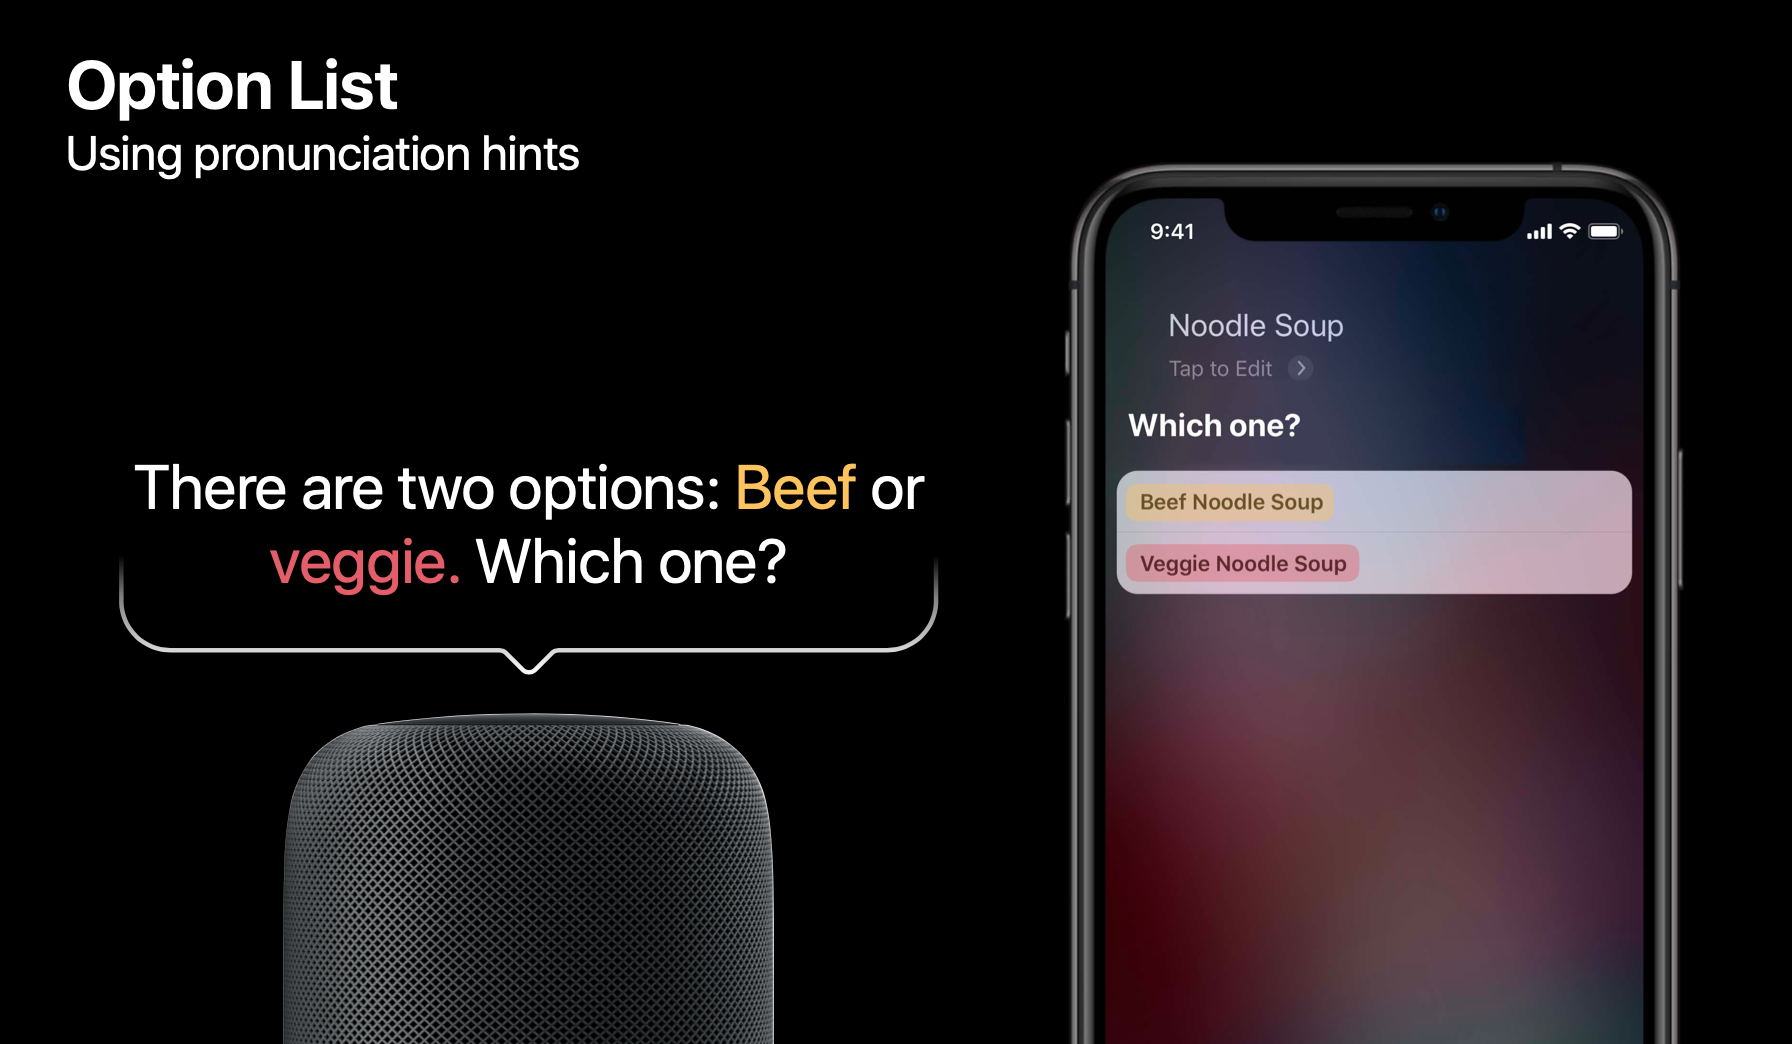 Option List
Using pronunciation hints
There are two options: Beef or
veggie. Which one?
9:41
Noodle Soup
Tap to Edit
Which one?
Beef Noodle Soup
Veggie Noodle Soup